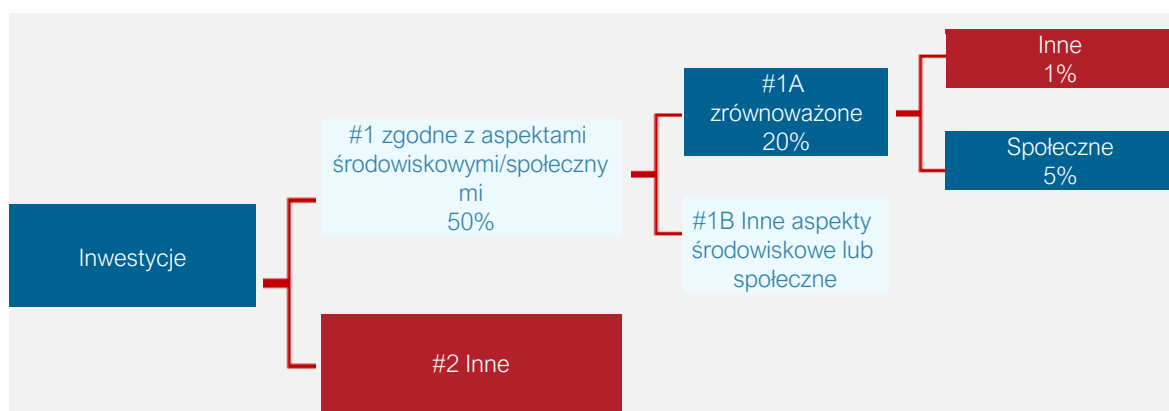 Inwestycje
#1 zgodne z aspektami
środowiskowymi/społeczny
mi
50%
#2 Inne
#1A
zrównoważone
20%
#1B Inne aspekty
środowiskowe lub
społeczne
Inne
1%
Społeczne
5%